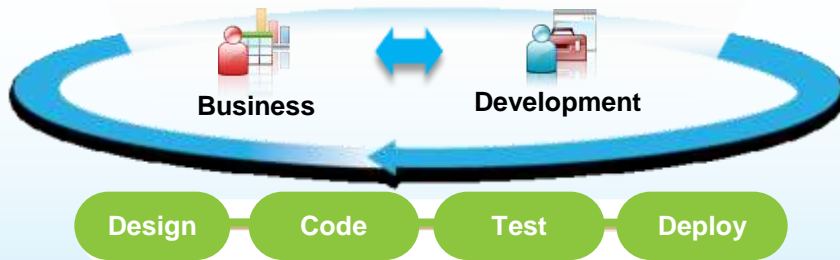 Business
Development
Design
Code
Test
Deploy